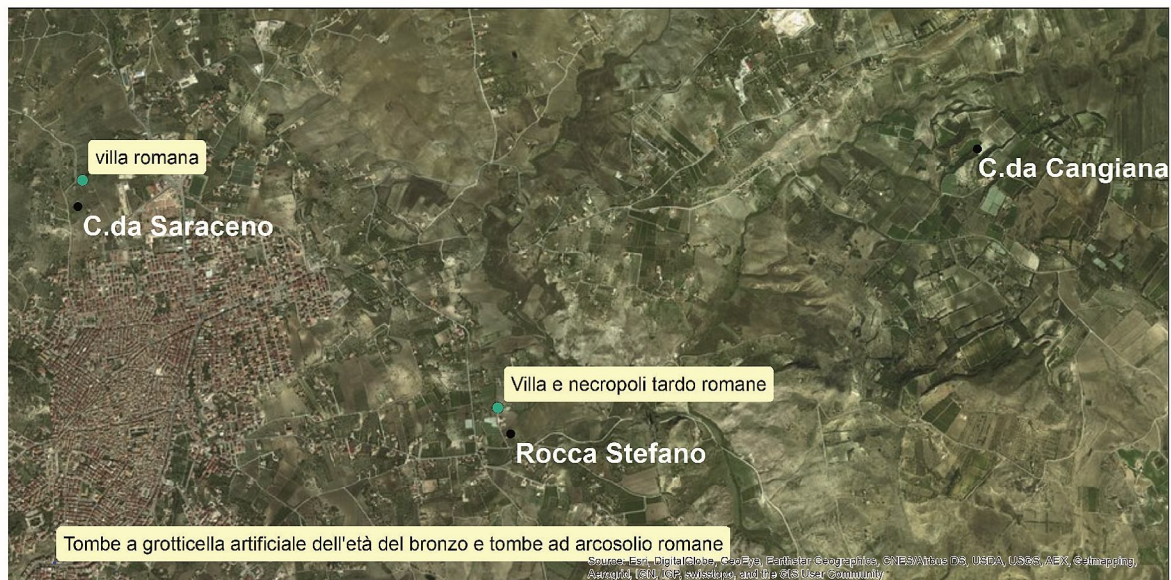 villa romana
C.da Cangiana
C.da Saraceno
Villa e necropoli tardo romane
Rocca Stefano
Tombe a grotticella artificiale dell'età del bronzo e tombe ad arcosolio romane
Source: Esri, DigitalGlobe, GeoEye, Earthstar Geographics, CNES/Airbus DS, USDA, USGS, AEX, Getmapping,
Aerogrid, IGN, IGP, swisstopo, and the GIS User Community